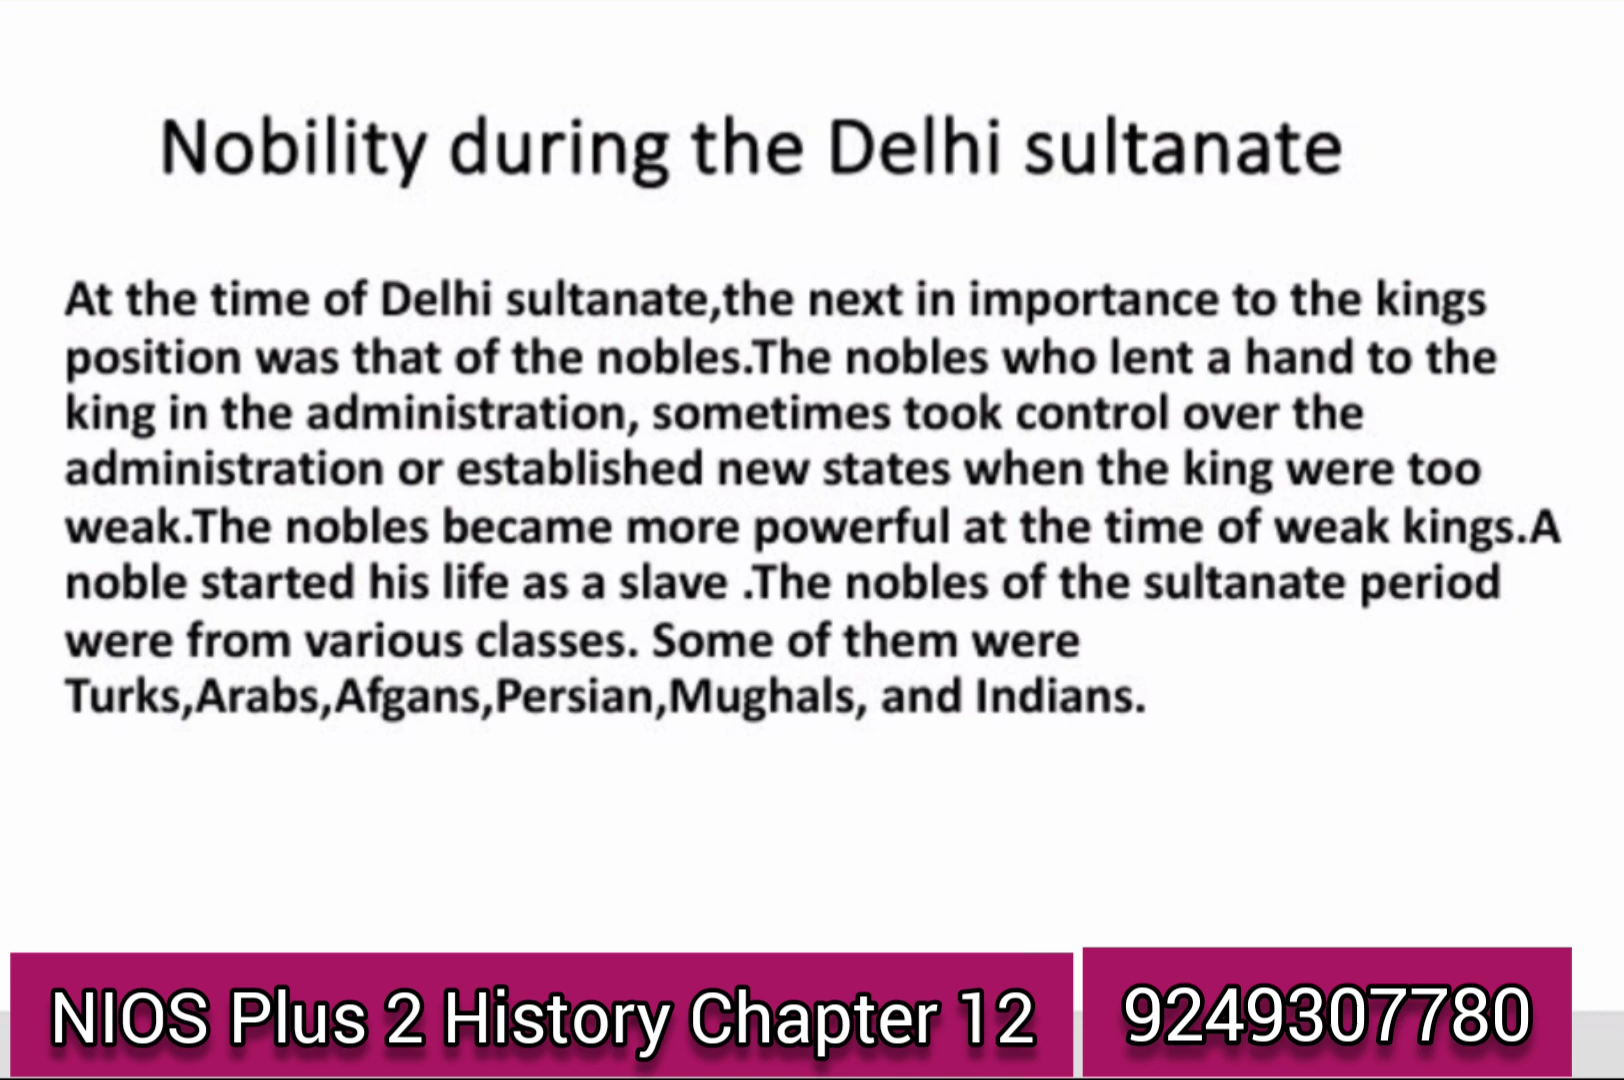 Nobility during the Delhi sultanate
At the time of Delhi sultanate,the next in importance to the kings
position was that of the nobles.The nobles who lent a hand to the
king in the administration, sometimes took control over the
administration or established new states when the king were too
weak.The nobles became more powerful at the time of weak kings.A
noble started his life as a slave .The nobles of the sultanate period
were from various classes. Some of them were
Turks,Arabs,Afgans,Persian,Mughals, and Indians.
NIOS Plus 2 History Chapter 12
9249307780